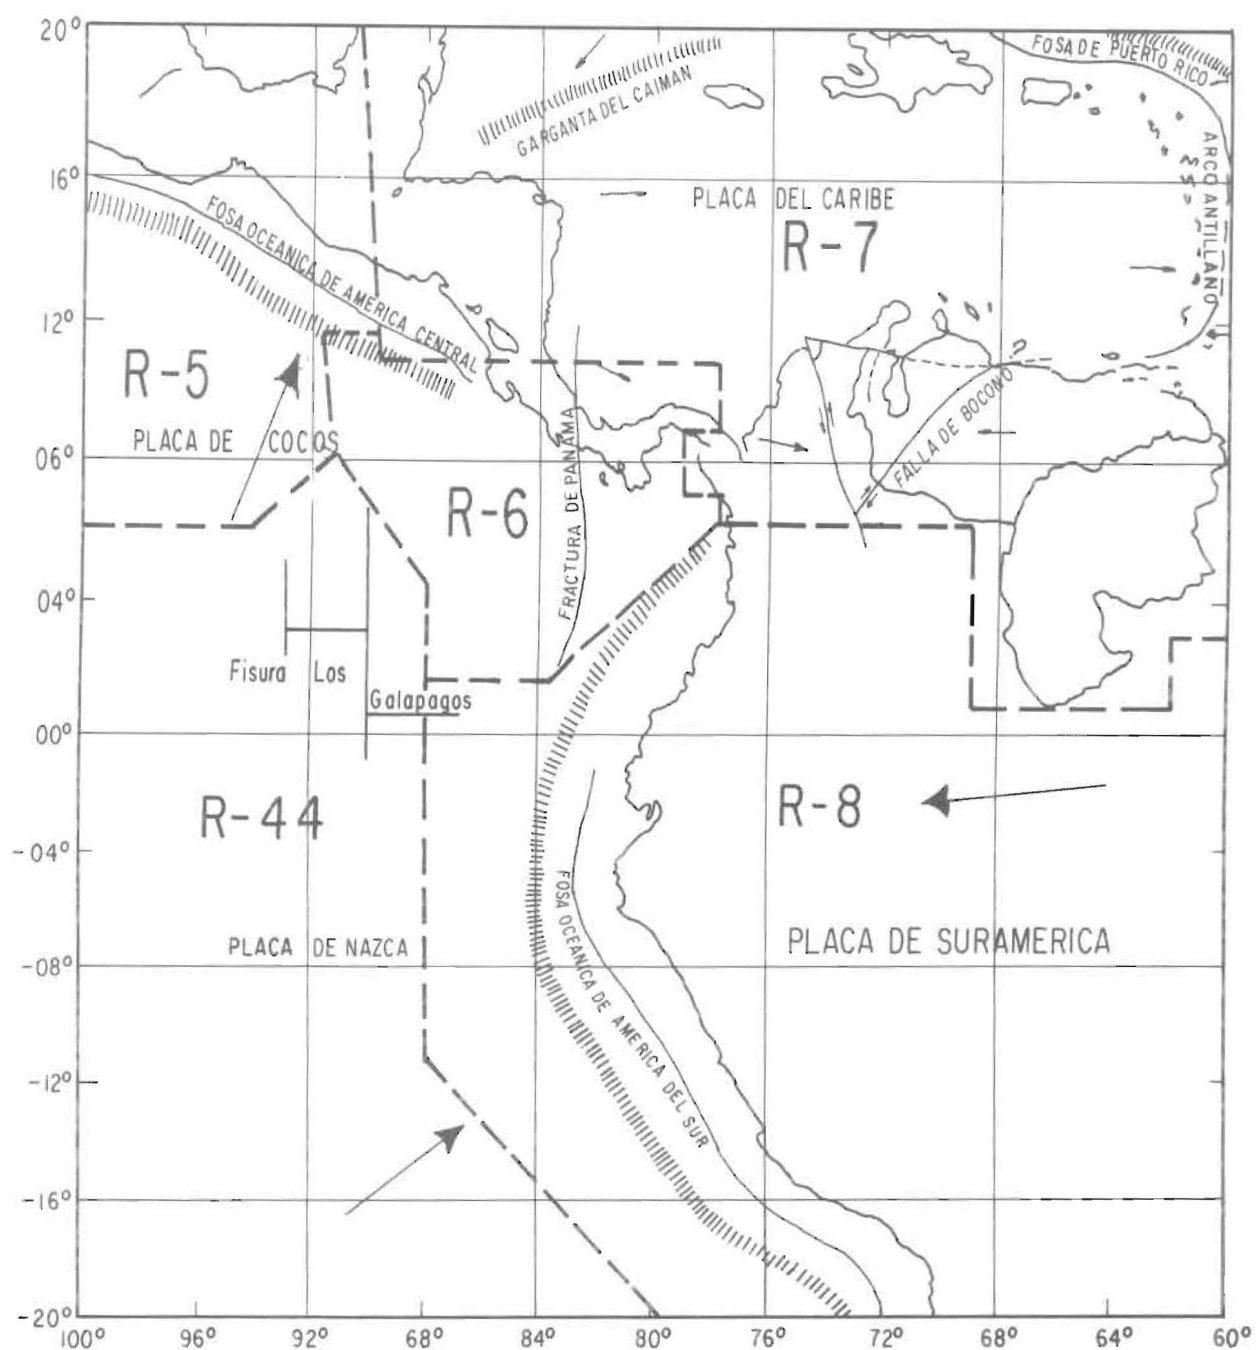 20°
FOSA DE PUERTO RICO
GARGANTA DEL CAIMAN
ARCO ANTILLANO
16°
PLACA DEL CARIBE
FOSA OCEANICA DE AMERICA CENTRAL
R-7
12°
R-5
?
FALLA DE BOCONO
PLACA DE COCOS
06°
R-6
FRACTURA DE PANAMA
04°
Fisura Los
Galapagos
00°
R-44
R-8
-04°
FOSA OCEANICA DE AMERICA DEL SUR
PLACA DE NAZCA
PLACA DE SURAMERICA
-08°
-12°
-16°
-20°
100° 96° 92° 68° 84° 80° 76° 72° 68° 64° 60°